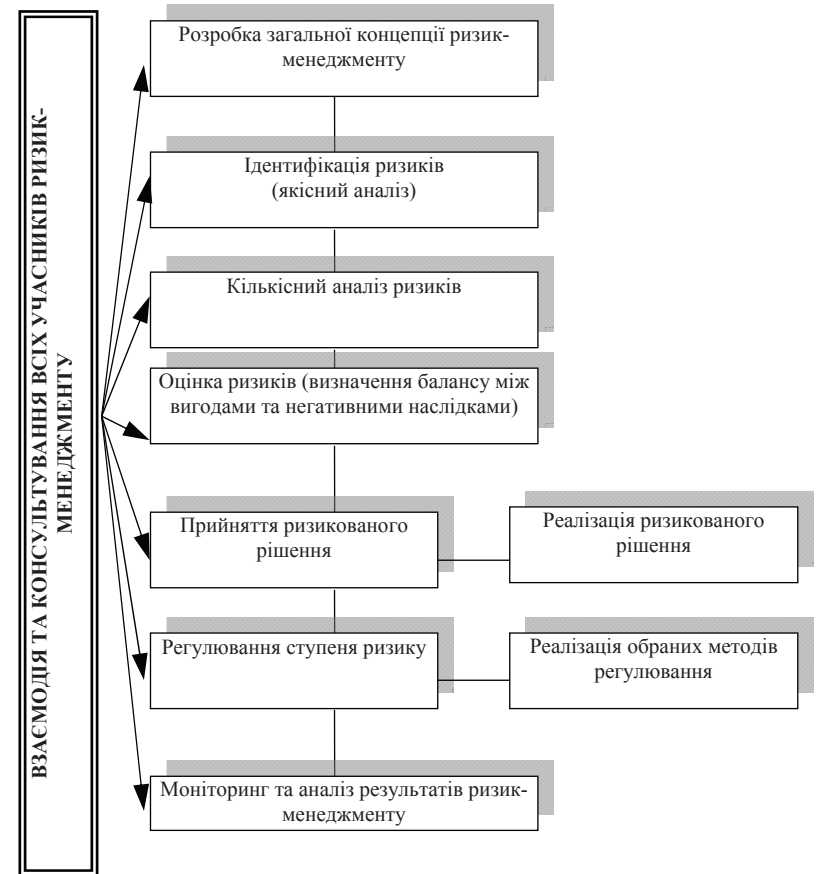 ВЗАЄМОДІЯ ТА КОНСУЛЬТУВАННЯ ВСІХ УЧАСНИКІВ РИЗИК-
МЕНЕДЖМЕНТУ
Розробка загальної концепції ризик-
менеджменту
Ідентифікація ризиків
(якісний аналіз)
Кількісний аналіз ризиків
Оцінка ризиків (визначення балансу між
вигодами та негативними наслідками)
Прийняття ризикованого
рішення
Реалізація ризикованого
рішення
Регулювання ступеня ризику
Реалізація обраних методів
регулювання
Моніторинг та аналіз результатів ризик-
менеджменту